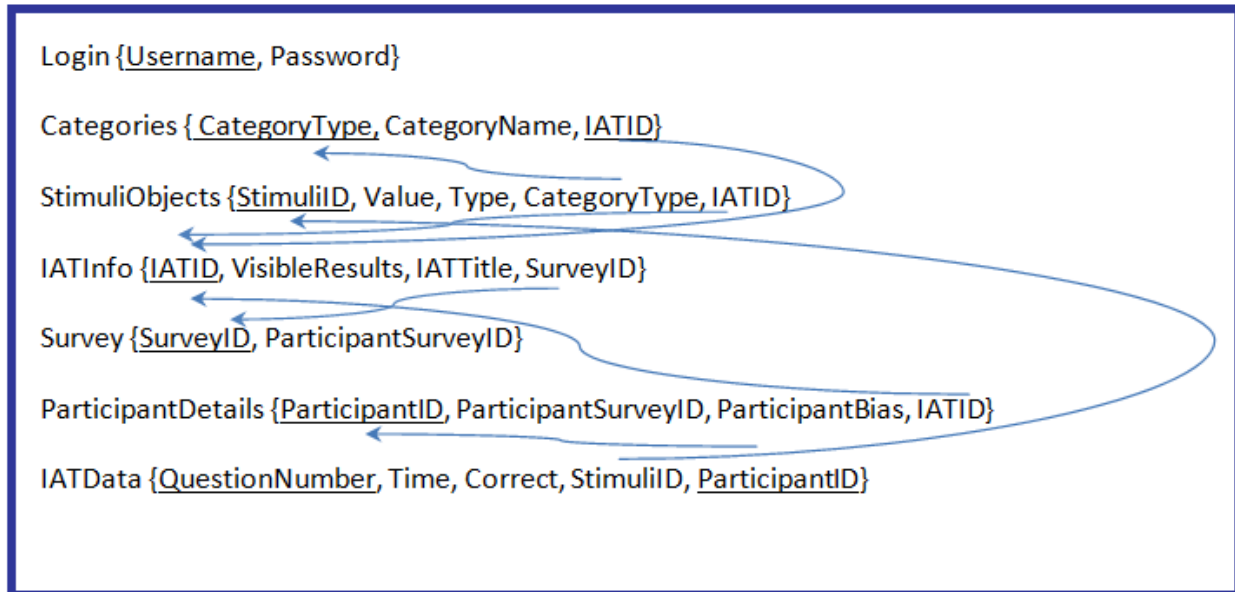 Login {Username, Password}
Categories { CategoryType, CategoryName, IATID}
StimuliObjects {StimuliID, Value, Type, CategoryType, IATID}
IATInfo {IATID, VisibleResults, IATTitle, SurveyID}
Survey {SurveyID, ParticipantSurveyID}
ParticipantDetails {ParticipantID, ParticipantSurveyID, ParticipantBias, IATID}
IATData {QuestionNumber, Time, Correct, StimuliID, ParticipantID}